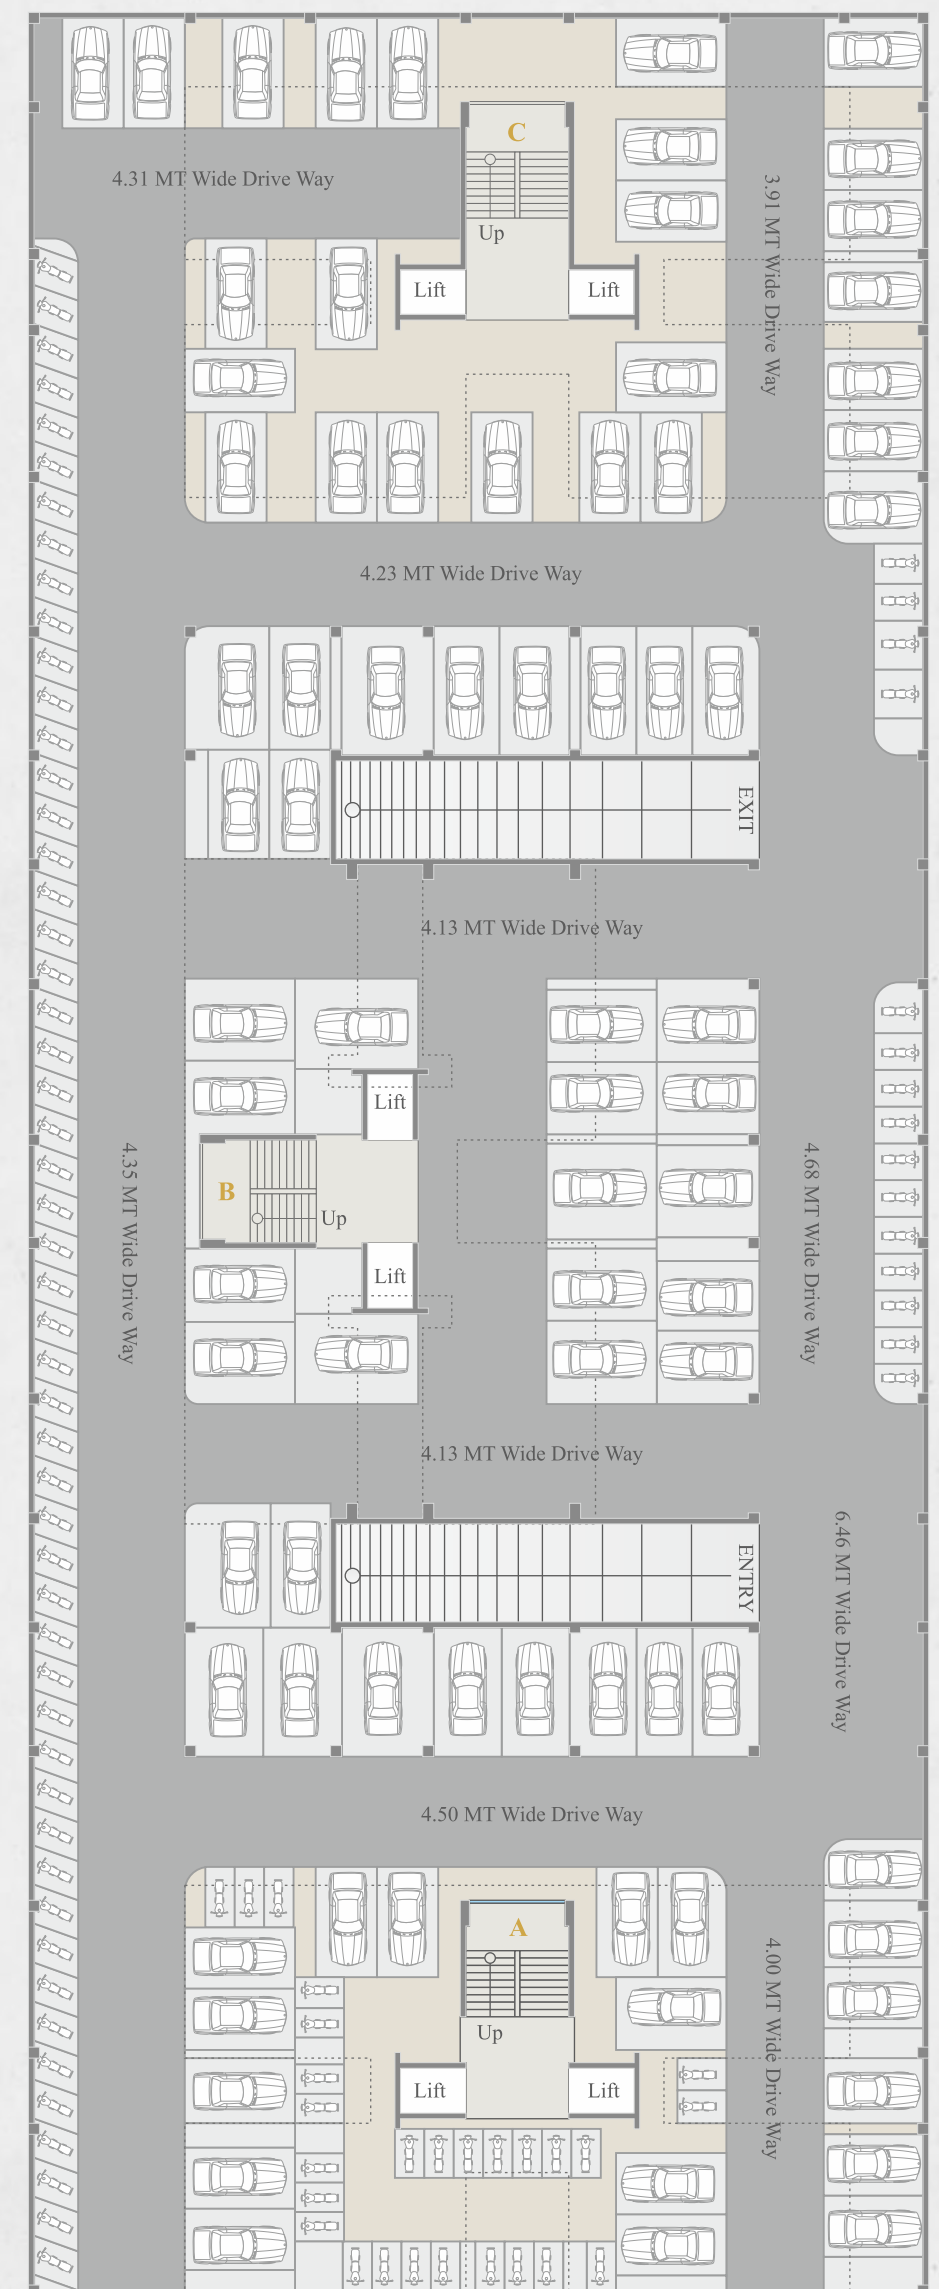 C
4.31 MT Wide Drive Way
Up
Lift
Lift
3.91 MT Wide Drive Way
4.23 MT Wide Drive Way
EXIT
4.13 MT Wide Drive Way
Lift
4.35 MT Wide Drive Way
B
Up
4.68 MT Wide Drive Way
Lift
4.13 MT Wide Drive Way
ENTRY
6.46 MT Wide Drive Way
4.50 MT Wide Drive Way
A
4.00 MT Wide Drive Way
Up
Lift
Lift